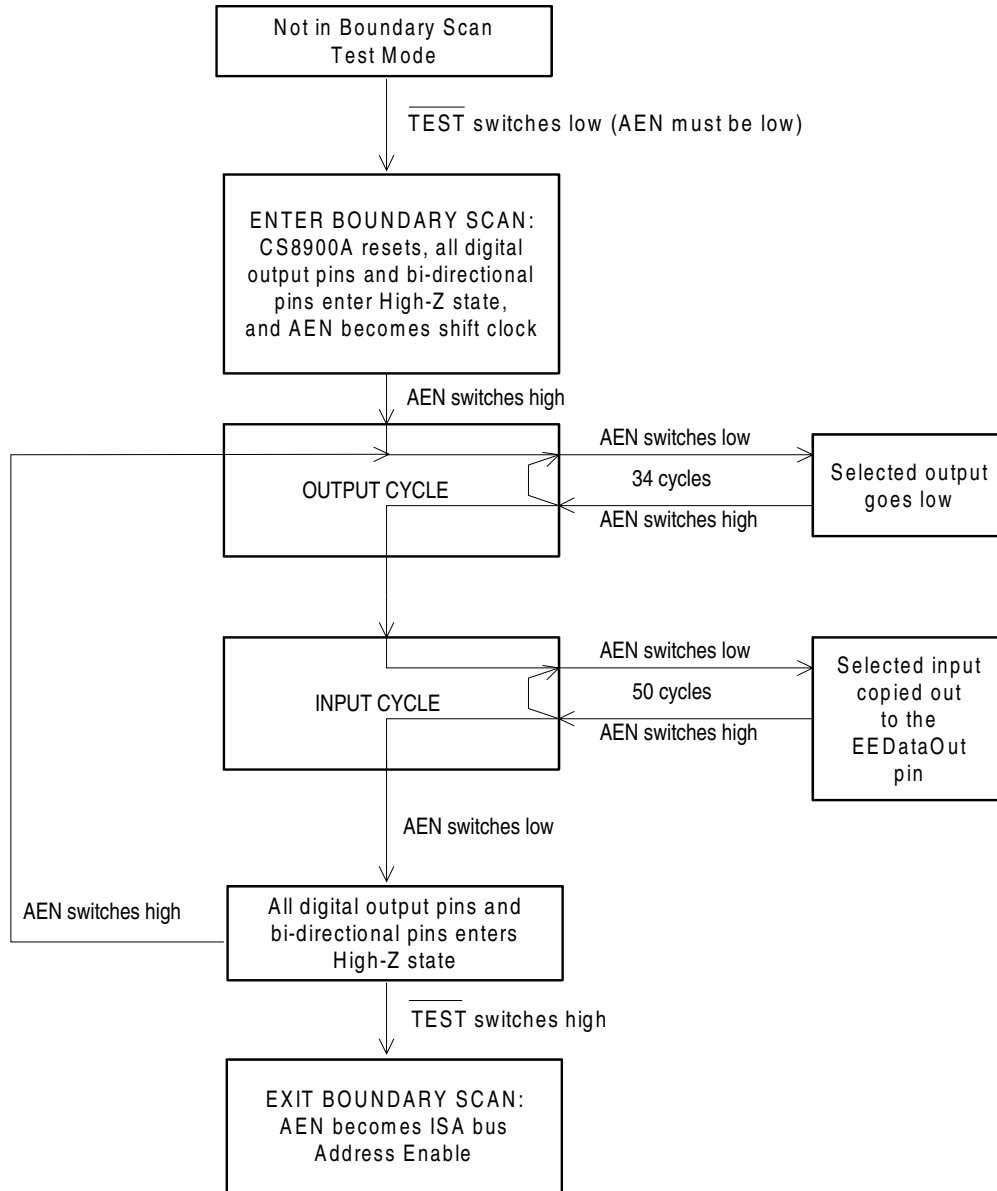 Not in Boundary Scan
Test Mode
TEST switches low (AEN must be low)
ENTER BOUNDARY SCAN:
CS8900A resets, all digital
output pins and bi-directional
pins enter High-Z state,
and AEN becomes shift clock
AEN switches high
OUTPUT CYCLE
AEN switches low
34 cycles
AEN switches high
Selected output
goes low
INPUT CYCLE
AEN switches low
50 cycles
AEN switches high
Selected input
copied out
to the
EEDataOut
pin
AEN switches low
AEN switches high
All digital output pins and
bi-directional pins enters
High-Z state
TEST switches high
EXIT BOUNDARY SCAN:
AEN becomes ISA bus
Address Enable